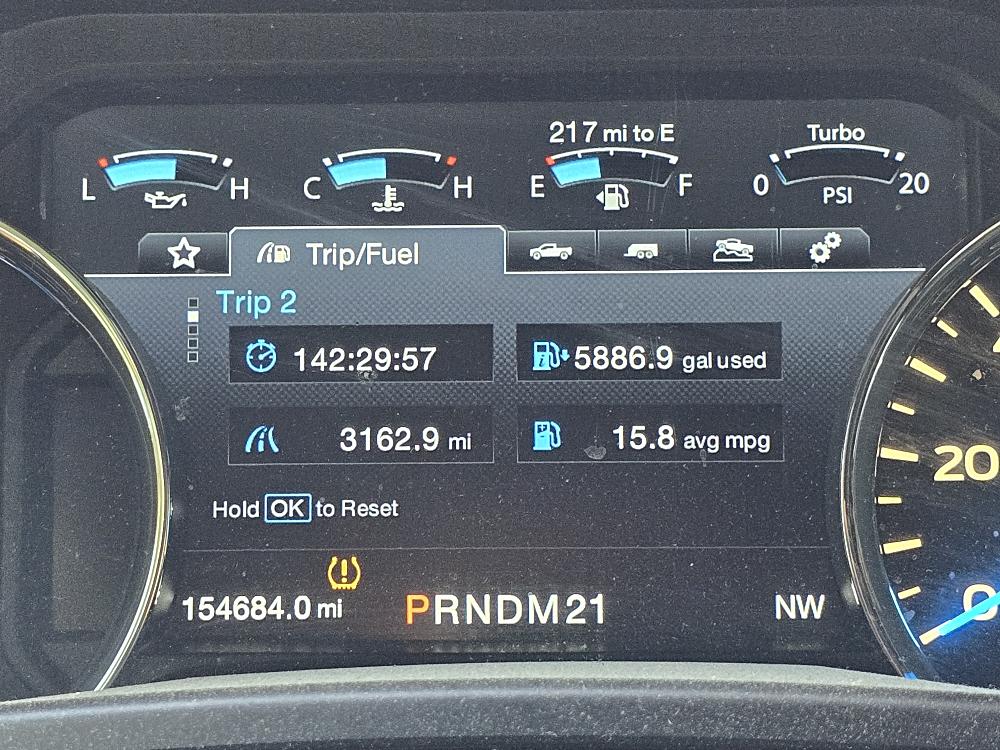 217 mi to E
Turbo
L H
C H
E F
0 PSI 20
Trip/Fuel
Trip 2
142:29:57
5886.9 gal used
3162.9 mi
15.8 avg mpg
Hold OK to Reset
154684.0 mi
PRNDM21
NW
20
0